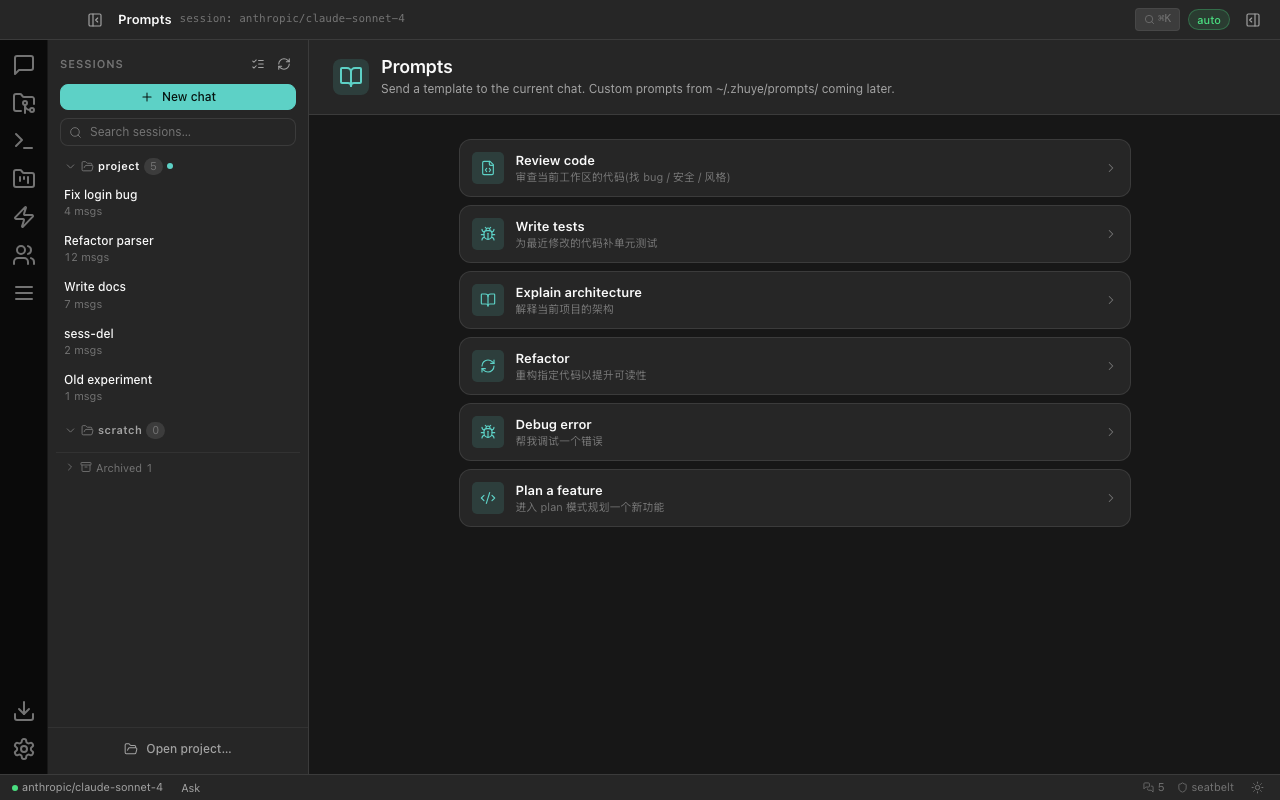 Prompts session: anthropic/claude-sonnet-4
⌘K
auto
SESSIONS
New chat
Search sessions...
project 5
Fix login bug
4 msgs
Refactor parser
12 msgs
Write docs
7 msgs
sess-del
2 msgs
Old experiment
1 msgs
scratch 0
Archived 1
Open project...
Prompts
Send a template to the current chat. Custom prompts from ~/.zhuye/prompts/ coming later.
Review code
审查当前工作区的代码(找 bug / 安全 / 风格)
Write tests
为最近修改的代码补单元测试
Explain architecture
解释当前项目的架构
Refactor
重构指定代码以提升可读性
Debug error
帮我调试一个错误
Plan a feature
进入 plan 模式规划一个新功能
anthropic/claude-sonnet-4 Ask
5 seatbelt